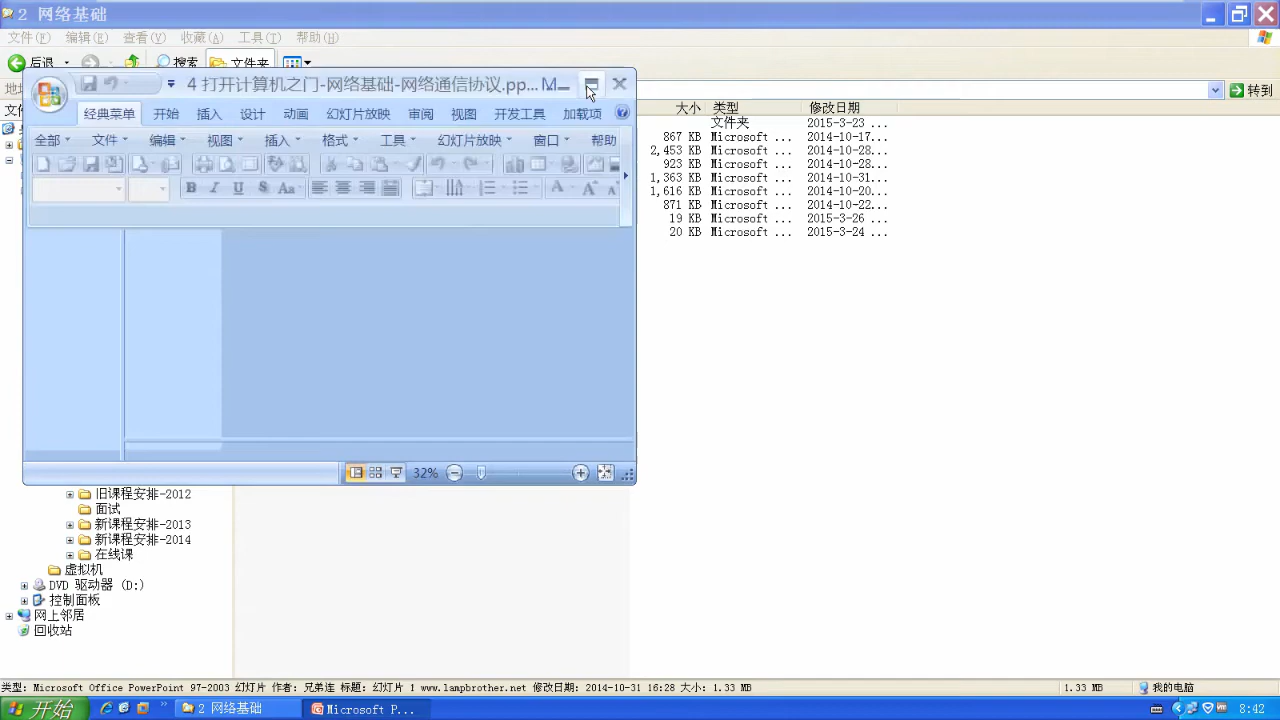 2 网络基础
文件(F) 编辑(E) 查看(V) 收藏(A) 工具(T) 帮助(H)
后退 搜索 文件夹
转到
4 打开计算机之门-网络基础-网络通信协议.pp...
经典菜单 开始 插入 设计 动画 幻灯片放映 审阅 视图 开发工具 加载项
全部 文件 编辑 视图 插入 格式 工具 幻灯片放映 窗口 帮助
B I U S Aa
32%
大小 类型 修改日期
文件夹 2015-3-23 ...
867 KB Microsoft ... 2014-10-17...
2,453 KB Microsoft ... 2014-10-28...
923 KB Microsoft ... 2014-10-28...
1,363 KB Microsoft ... 2014-10-31...
1,616 KB Microsoft ... 2014-10-20...
871 KB Microsoft ... 2014-10-22...
19 KB Microsoft ... 2015-3-26 ...
20 KB Microsoft ... 2015-3-24 ...
旧课程安排-2012
面试
新课程安排-2013
新课程安排-2014
在线课
虚拟机
DVD 驱动器 (D:)
控制面板
网上邻居
回收站
类型: Microsoft Office PowerPoint 97-2003 幻灯片 作者: 兄弟连 标题: 幻灯片 1 www.lampbrother.net 修改日期: 2014-10-31 16:28 大小: 1.33 MB 1.33 MB 我的电脑
开始 2 网络基础 Microsoft P... 8:42